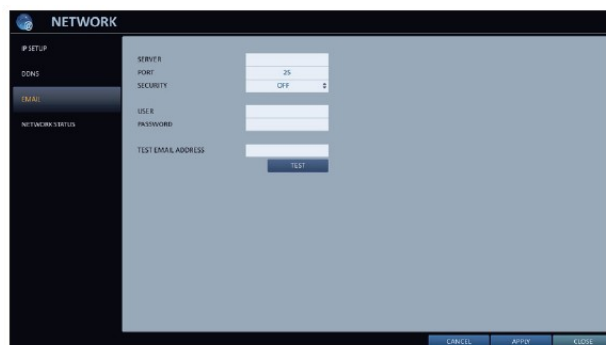 NETWORK
IP SETUP
DDNS
EMAIL
NETWORK STATUS
SERVER
PORT 25
SECURITY OFF
USER
PASSWORD
TEST EMAIL ADDRESS
TEST
CANCEL APPLY CLOSE